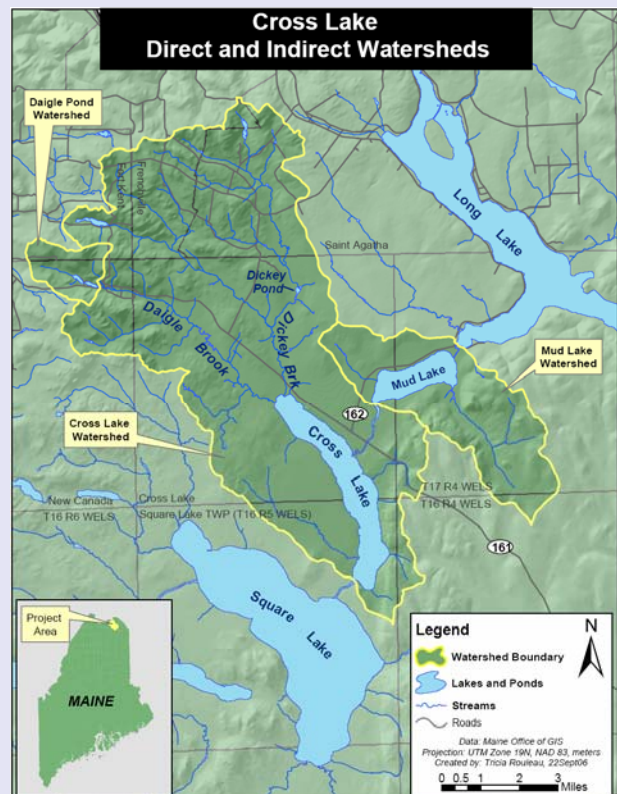 Cross Lake
Direct and Indirect Watersheds
Daigle Pond
Watershed
Frenchville
Fort Kent
Long
Lake
Saint Agatha
Dickey
Pond
Daigle
Brook
Dickey Brk
Mud Lake
Mud Lake
Watershed
162
Cross Lake
Watershed
Cross
Lake
T17 R4 WELS
T16 R4 WELS
New Canada
T16 R6 WELS
Cross Lake
Square Lake TWP (T16 R5 WELS)
161
Square
Lake
Project
Area
MAINE
Legend
N
Watershed Boundary
Lakes and Ponds
Streams
Roads
Data: Maine Office of GIS
Projection: UTM Zone 19N, NAD 83, meters
Created by: Tricia Rouleau, 22Sept06
0 0.5 1 2 3
Miles